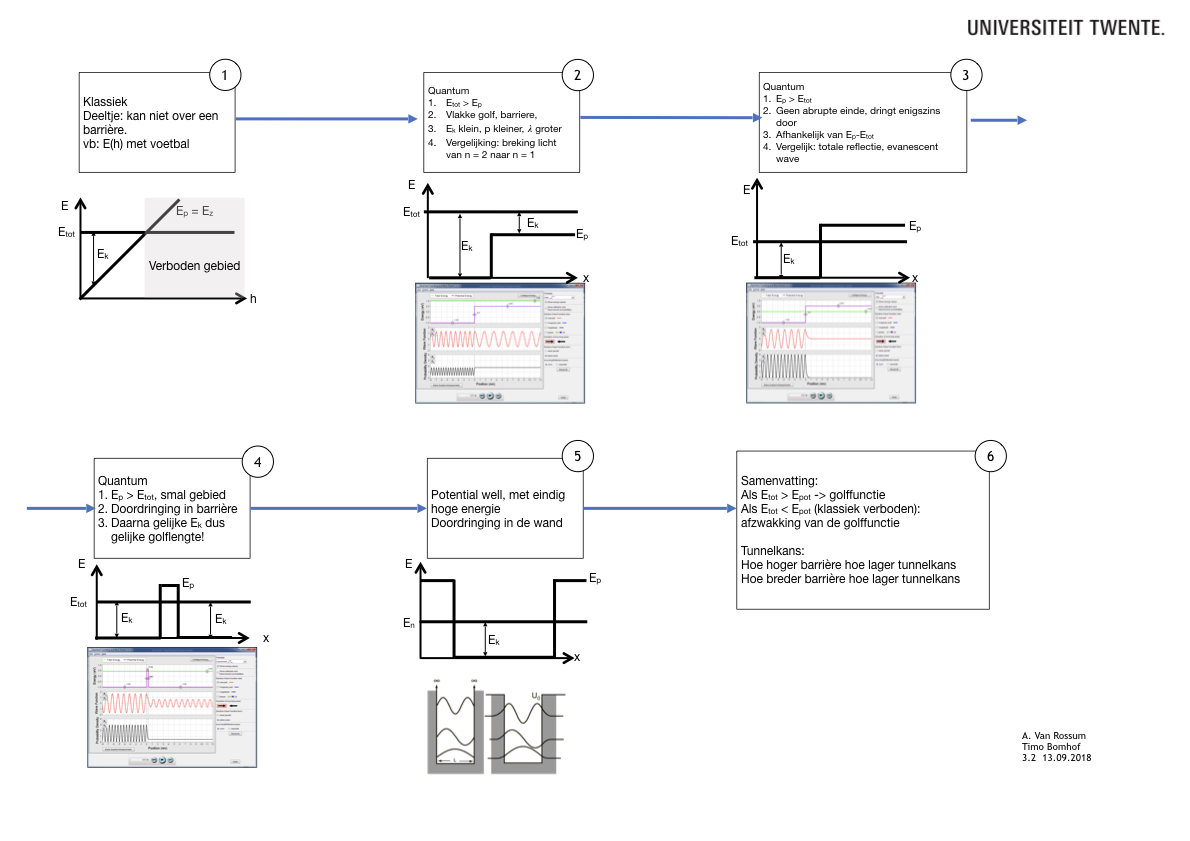 UNIVERSITEIT TWENTE.
1
Klassiek
Deeltje: kan niet over een
barrière.
vb: E(h) met voetbal
2
Quantum
1. Etot > Ep
2. Vlakke golf, barriere,
3. Ek klein, p kleiner, λ groter
4. Vergelijking: breking licht
van n = 2 naar n = 1
3
Quantum
1. Ep > Etot
2. Geen abrupte einde, dringt enigszins
door
3. Afhankelijk van Ep-Etot
4. Vergelijk: totale reflectie, evanescent
wave
E
Ep = Ez
Etot
Ek
Verboden gebied
h
E
Etot
Ek
Ek
Ep
x
E
Ep
Etot
Ek
x
Position (nm)
4
Quantum
1. Ep > Etot, smal gebied
2. Doordringing in barrière
3. Daarna gelijke Ek dus
gelijke golflengte!
5
Potential well, met eindig
hoge energie
Doordringing in de wand
6
Samenvatting:
Als Etot > Epot -> golffunctie
Als Etot < Epot (klassiek verboden):
afzwakking van de golffunctie
Tunnelkans:
Hoe hoger barrière hoe lager tunnelkans
Hoe breder barrière hoe lager tunnelkans
E
Ep
Etot
Ek
Ek
x
E
Ep
En
Ek
x
∞
∞
U0
L
A. Van Rossum
Timo Bomhof
3.2 13.09.2018